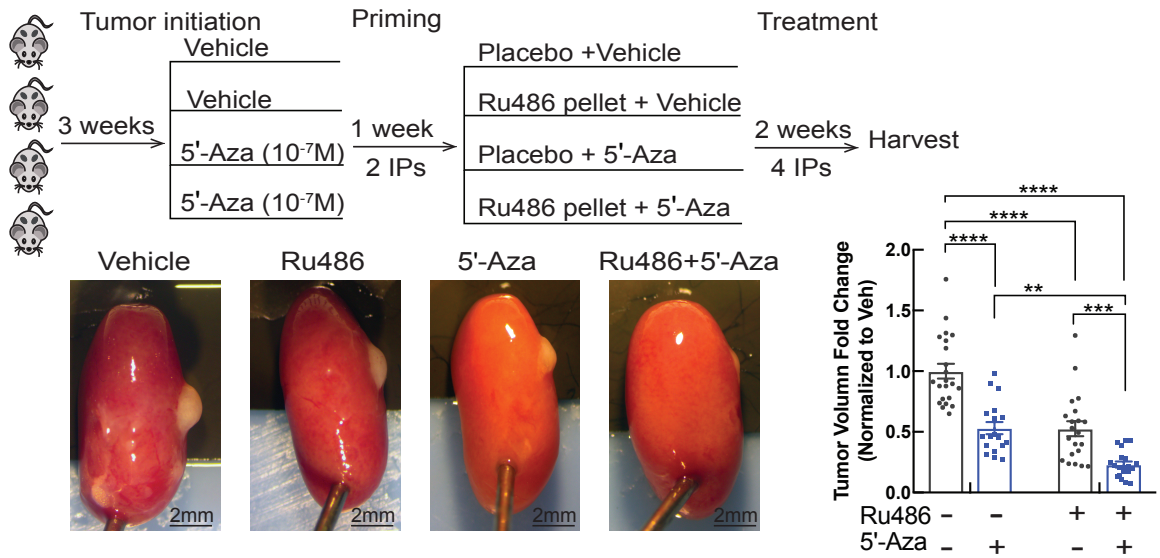 Tumor initiation
Priming
Treatment
Vehicle
Vehicle
5'-Aza (10⁻⁷M)
5'-Aza (10⁻⁷M)
3 weeks
1 week
2 IPs
Placebo +Vehicle
Ru486 pellet + Vehicle
Placebo + 5'-Aza
Ru486 pellet + 5'-Aza
2 weeks
4 IPs
Harvest
Vehicle
Ru486
5'-Aza
Ru486+5'-Aza
2mm
2mm
2mm
2mm
Tumor Volumn Fold Change
(Normalized to Veh)
2.0
1.5
1.0
0.5
0.0
****
****
****
**
***
Ru486 – – + +
5'-Aza – + – +